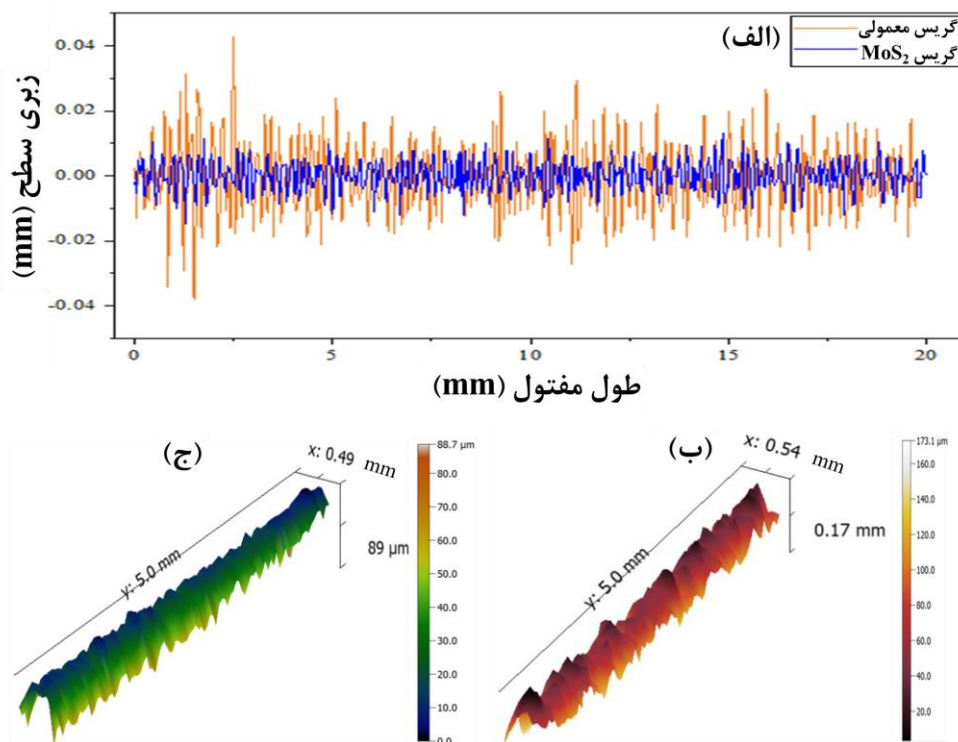 (الف)
گریس معمولی
گریس MoS₂
زبری سطح (mm)
0.04
0.02
0.00
-0.02
-0.04
0 5 10 15 20
طول مفتول (mm)
(ب)
x: 0.54 mm
y: 5.0 mm
0.17 mm
173.1 µm
160.0
140.0
120.0
100.0
80.0
60.0
40.0
20.0
(ج)
x: 0.49 mm
y: 5.0 mm
89 µm
88.7 µm
80.0
70.0
60.0
50.0
40.0
30.0
20.0
10.0
0.0